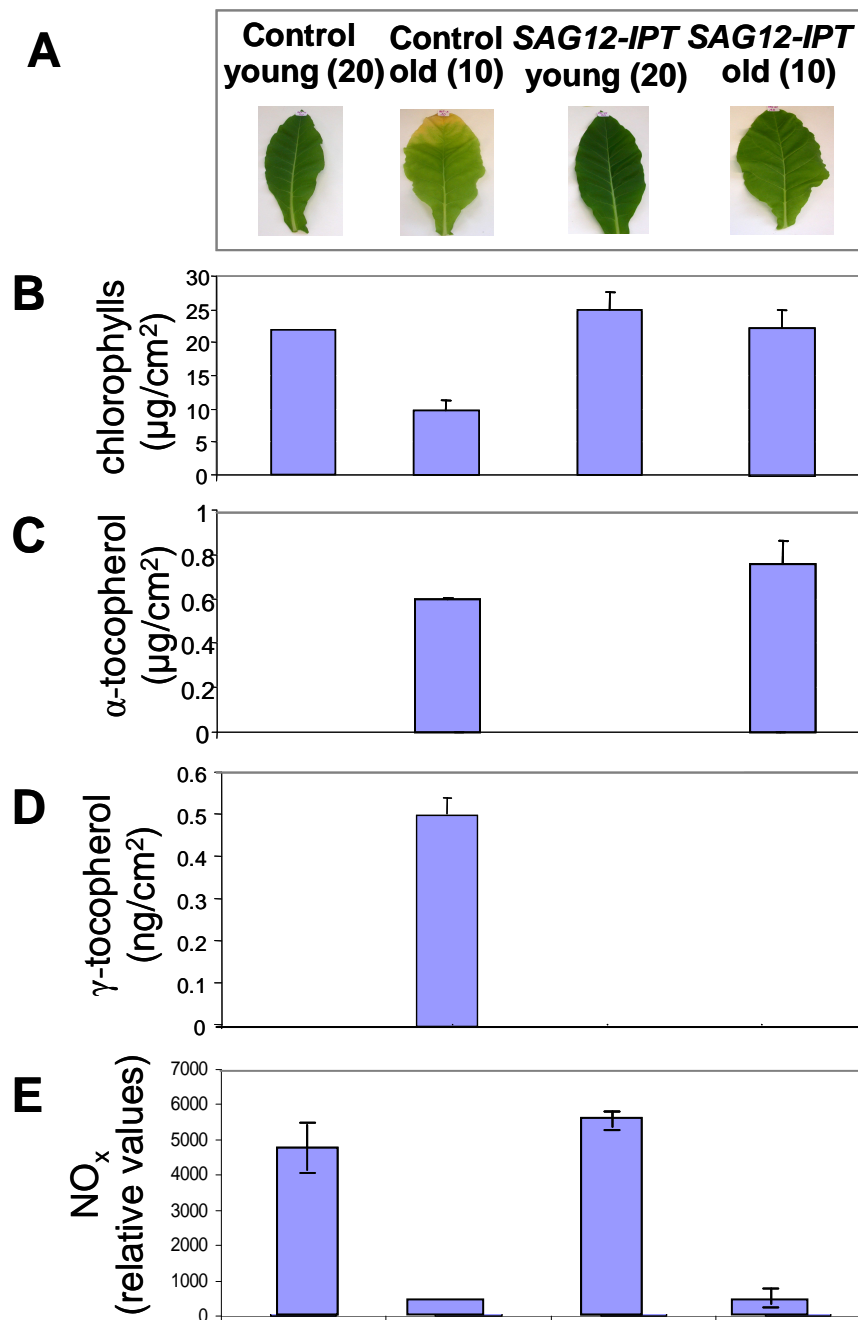 A
Control
young (20)
Control
old (10)
SAG12-IPT
young (20)
SAG12-IPT
old (10)
B
chlorophylls
(µg/cm²)
30
25
20
15
10
5
0
C
α-tocopherol
(µg/cm²)
1
0.8
0.6
0.4
0.2
0
D
γ-tocopherol
(ng/cm²)
0.6
0.5
0.4
0.3
0.2
0.1
0
E
NOx
(relative values)
7000
6000
5000
4000
3000
2000
1000
0